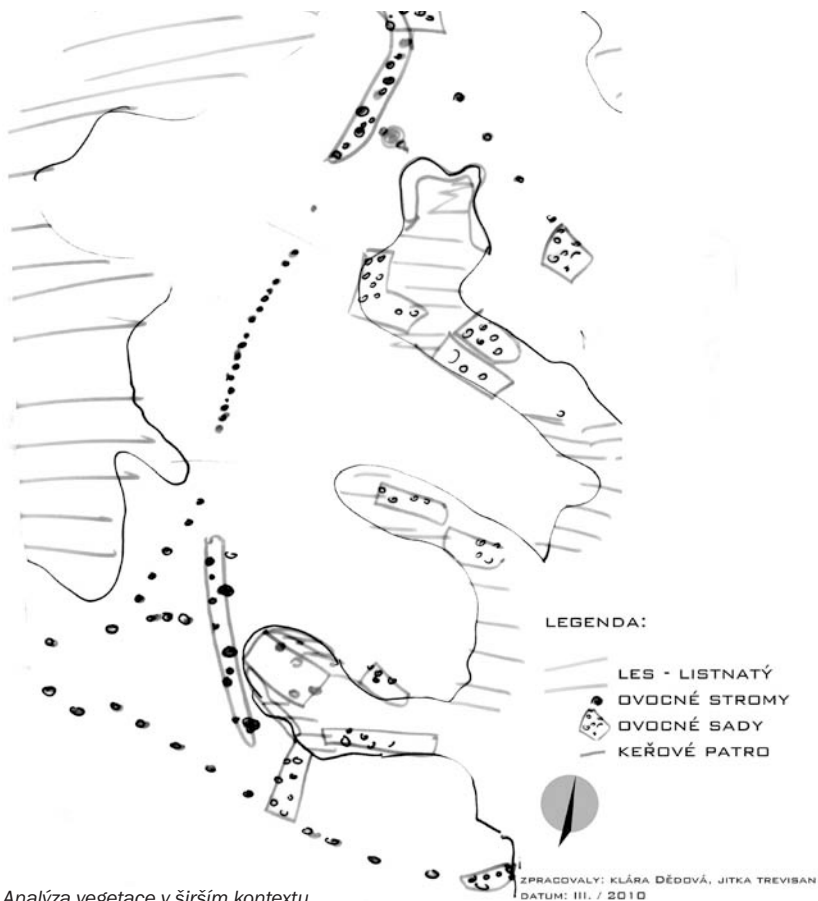 LEGENDA:
LES - LISTNATÝ
OVOCNÉ STROMY
OVOCNÉ SADY
KEŘOVÉ PATRO
ZPRACOVALY: KLÁRA DĚDOVÁ, JITKA TREVISAN
DATUM: III. / 2010
Analýza vegetace v širším kontextu